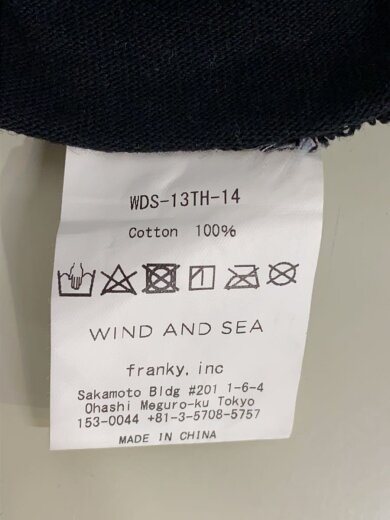 WDS-13TH-14
Cotton 100%
WIND AND SEA
franky, inc
Sakamoto Bldg #201 1-6-4
Ohashi Meguro-ku Tokyo
153-0044 +81-3-5708-5757
MADE IN CHINA